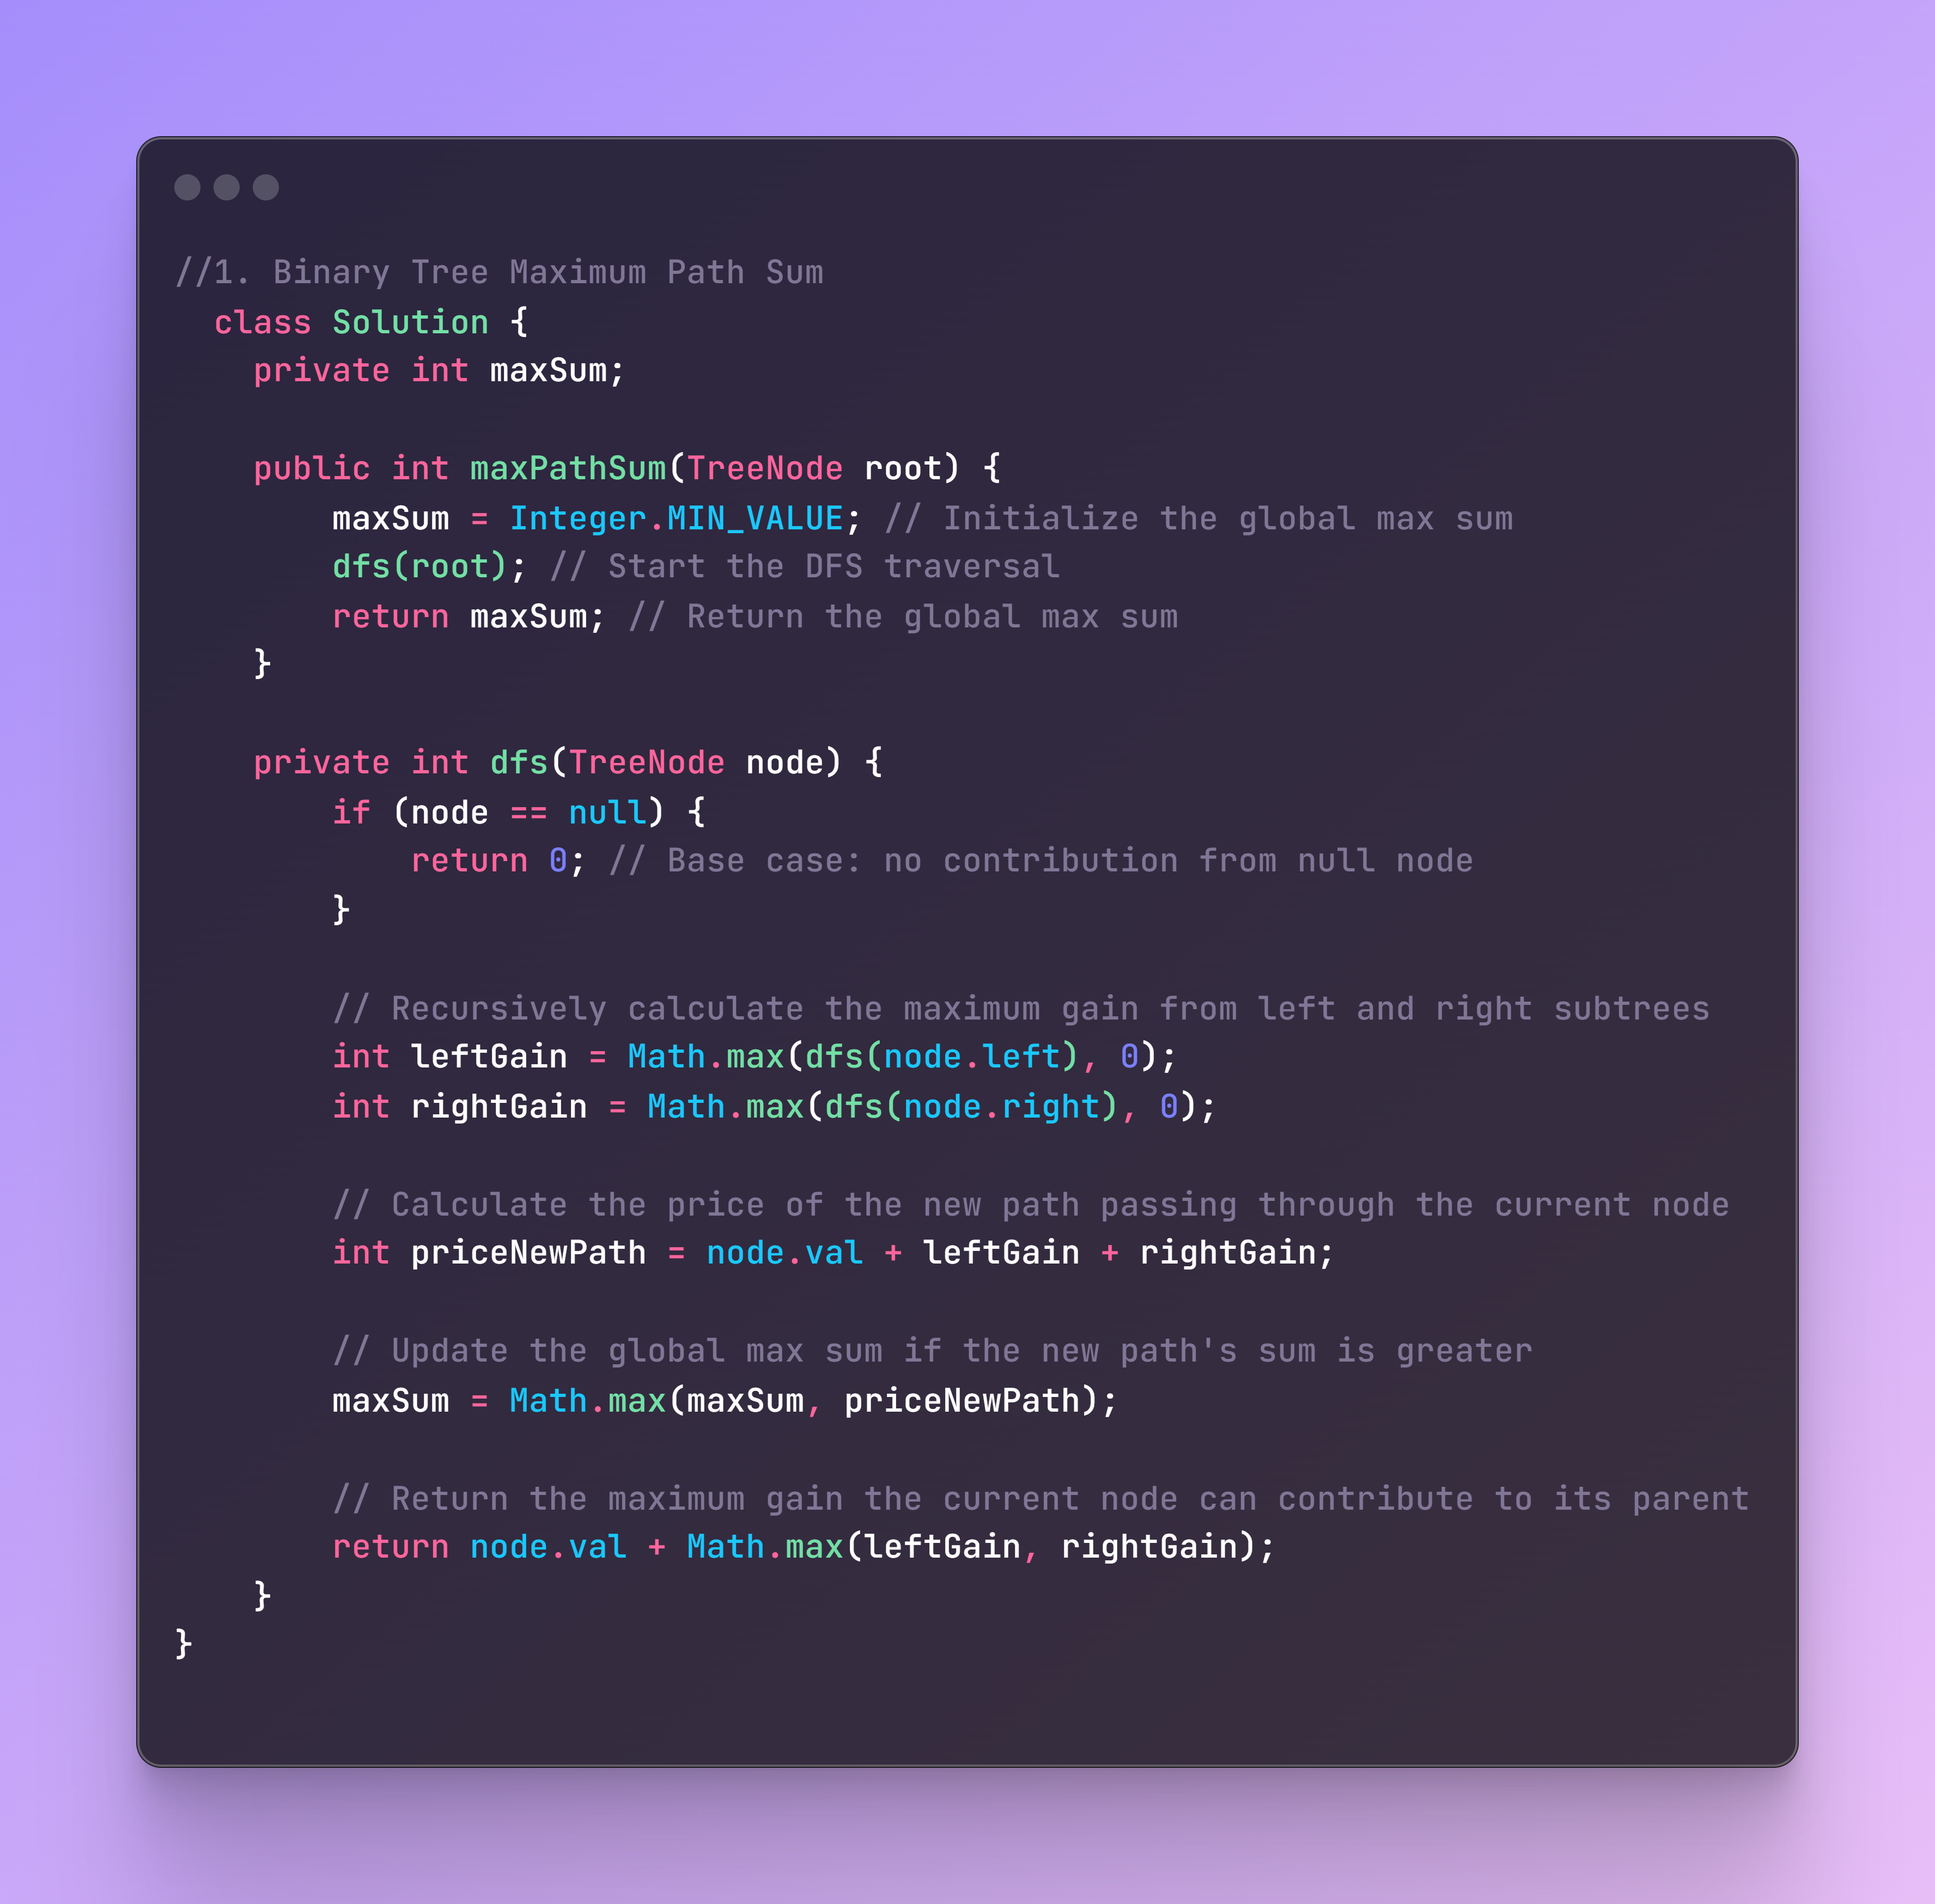 //1. Binary Tree Maximum Path Sum
  class Solution {
    private int maxSum;

    public int maxPathSum(TreeNode root) {
        maxSum = Integer.MIN_VALUE; // Initialize the global max sum
        dfs(root); // Start the DFS traversal
        return maxSum; // Return the global max sum
    }

    private int dfs(TreeNode node) {
        if (node == null) {
            return 0; // Base case: no contribution from null node
        }

        // Recursively calculate the maximum gain from left and right subtrees
        int leftGain = Math.max(dfs(node.left), 0);
        int rightGain = Math.max(dfs(node.right), 0);

        // Calculate the price of the new path passing through the current node
        int priceNewPath = node.val + leftGain + rightGain;

        // Update the global max sum if the new path's sum is greater
        maxSum = Math.max(maxSum, priceNewPath);

        // Return the maximum gain the current node can contribute to its parent
        return node.val + Math.max(leftGain, rightGain);
    }
}